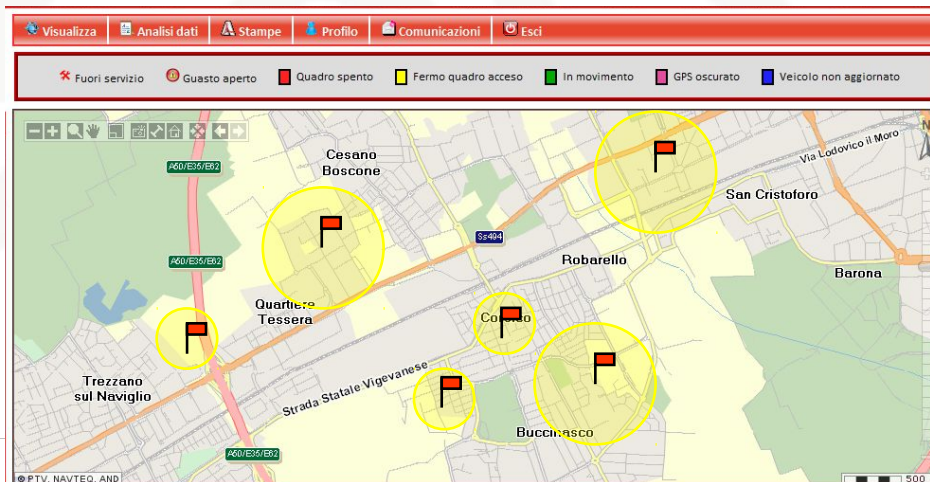 Visualizza Analisi dati Stampe Profilo Comunicazioni Esci
Fuori servizio Guasto aperto Quadro spento Fermo quadro acceso In movimento GPS oscurato Veicolo non aggiornato
N
Via Lodovico il Moro
Cesano
Boscone
A50/E35/E62
San Cristoforo
Ss494
A50/E35/E62
Robarello
Barona
Quartiere
Tessera
Corsico
Trezzano
sul Naviglio
Strada Statale Vigevanese
Buccinasco
A50/E35/E62
© PTV, NAVTEQ, AND
500